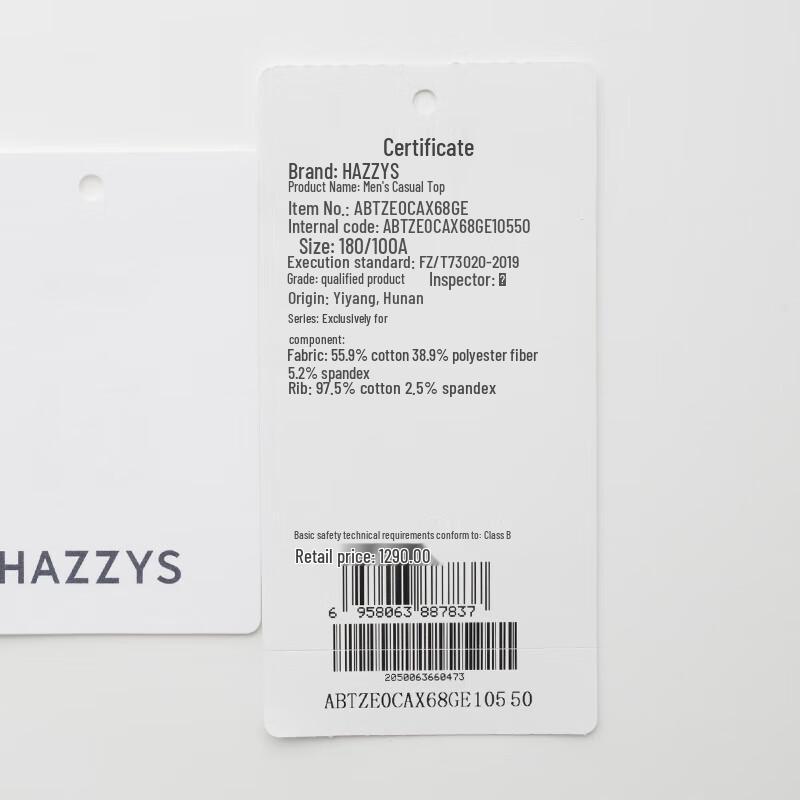 Certificate
Brand: HAZZYS
Product Name: Men's Casual Top
Item No.: ABTZE0CAX68GE
Internal code: ABTZE0CAX68GE10550
Size: 180/100A
Execution standard: FZ/T73020-2019
Grade: qualified product Inspector:
Origin: Yiyang, Hunan
Series: Exclusively for
component:
Fabric: 55.9% cotton 38.9% polyester fiber
5.2% spandex
Rib: 97.5% cotton 2.5% spandex
Basic safety technical requirements conform to: Class B
Retail price: 1290.00
6 958063 887837
2050063660473
ABTZE0CAX68GE10550
HAZZYS